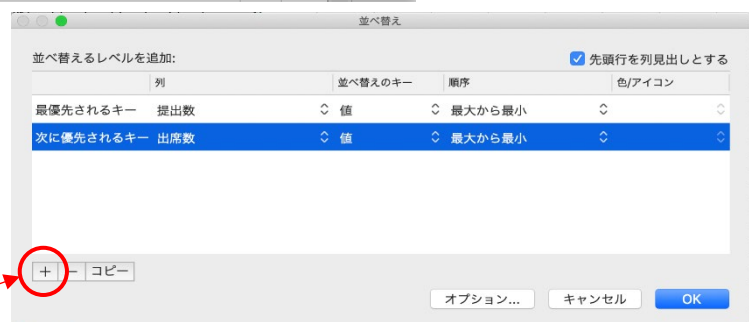 並べ替え
並べ替えるレベルを追加:
先頭行を列見出しとする
列 並べ替えのキー 順序 色/アイコン
最優先されるキー 提出数 値 最大から最小
次に優先されるキー 出席数 値 最大から最小
+ − コピー
オプション... キャンセル OK